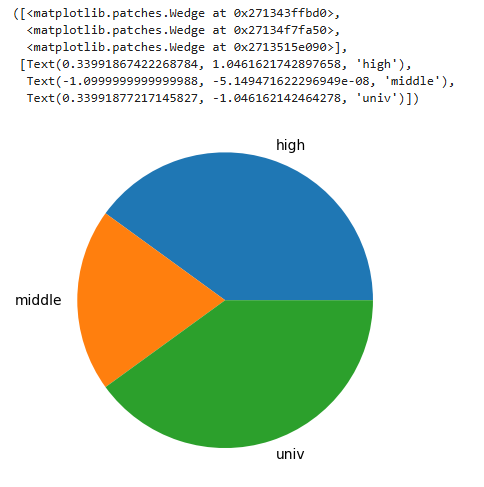 ([<matplotlib.patches.Wedge at 0x271343ffbd0>,
<matplotlib.patches.Wedge at 0x27134f7fa50>,
<matplotlib.patches.Wedge at 0x2713515e090>],
[Text(0.33991867422268784, 1.0461621742897658, 'high'),
Text(-1.0999999999999988, -5.149471622296949e-08, 'middle'),
Text(0.33991877217145827, -1.046162142464278, 'univ')])
high
middle
univ